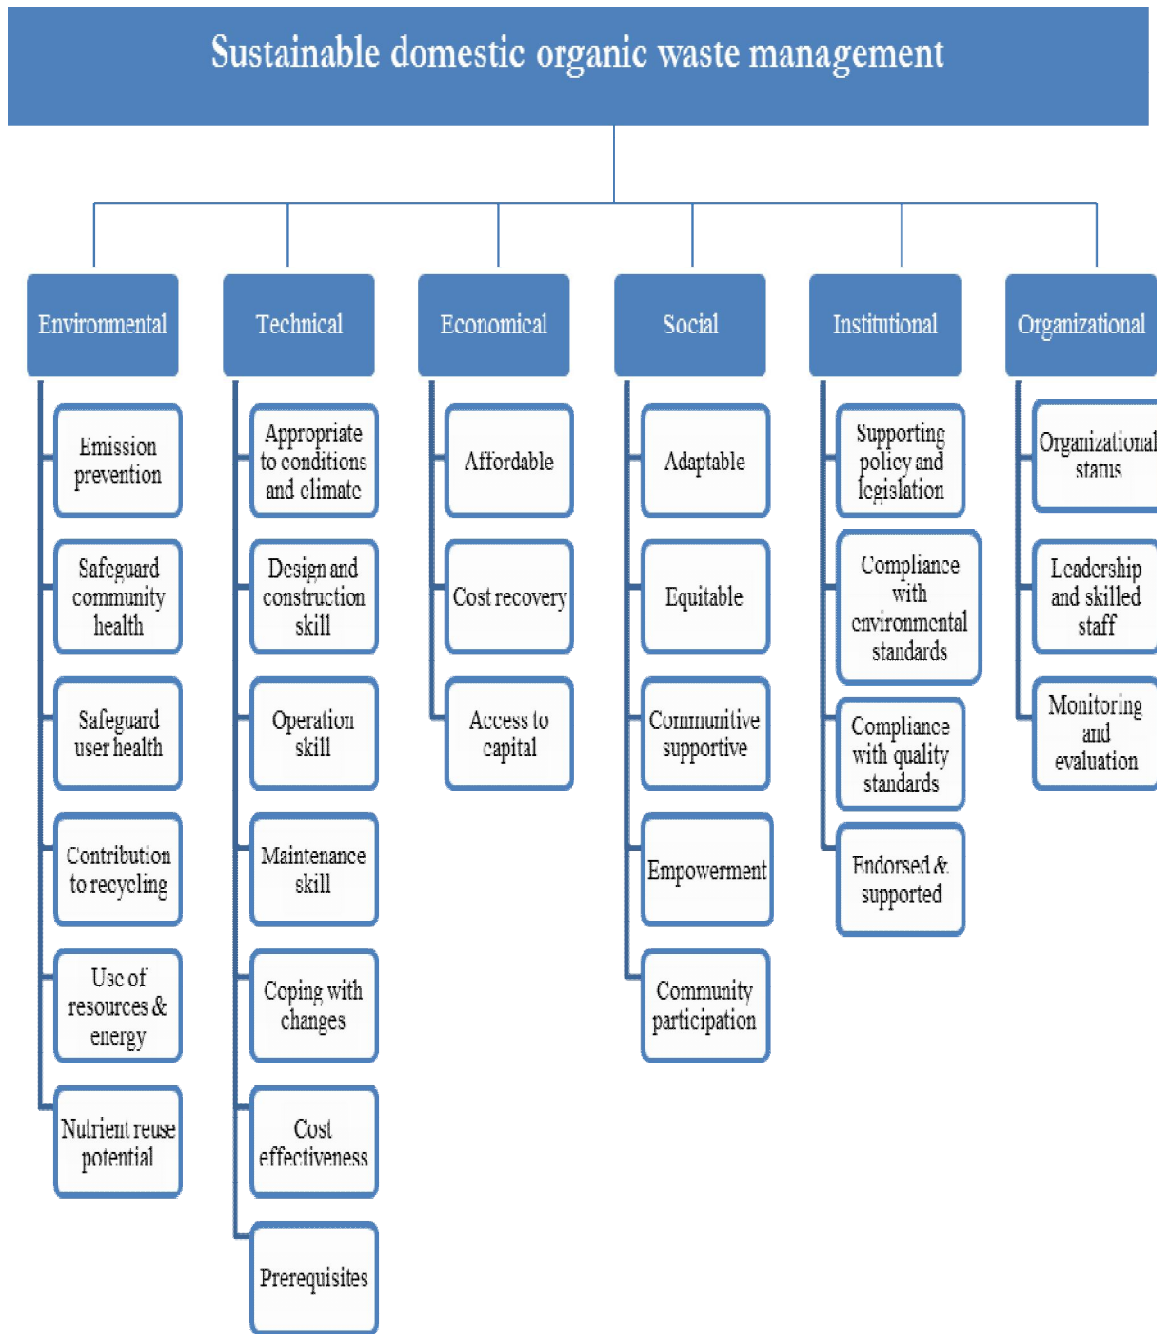 Sustainable domestic organic waste management
Environmental
Technical
Economical
Social
Institutional
Organizational
Emission
prevention
Safeguard
community
health
Safeguard
user health
Contribution
to recycling
Use of
resources &
energy
Nutrient reuse
potential
Appropriate
to conditions
and climate
Design and
construction
skill
Operation
skill
Maintenance
skill
Coping with
changes
Cost
effectiveness
Prerequisites
Affordable
Cost recovery
Access to
capital
Adaptable
Equitable
Communitive
supportive
Empowerment
Community
participation
Supporting
policy and
legislation
Compliance
with
environmental
standards
Compliance
with quality
standards
Endorsed &
supported
Organizational
status
Leadership
and skilled
staff
Monitoring
and
evaluation